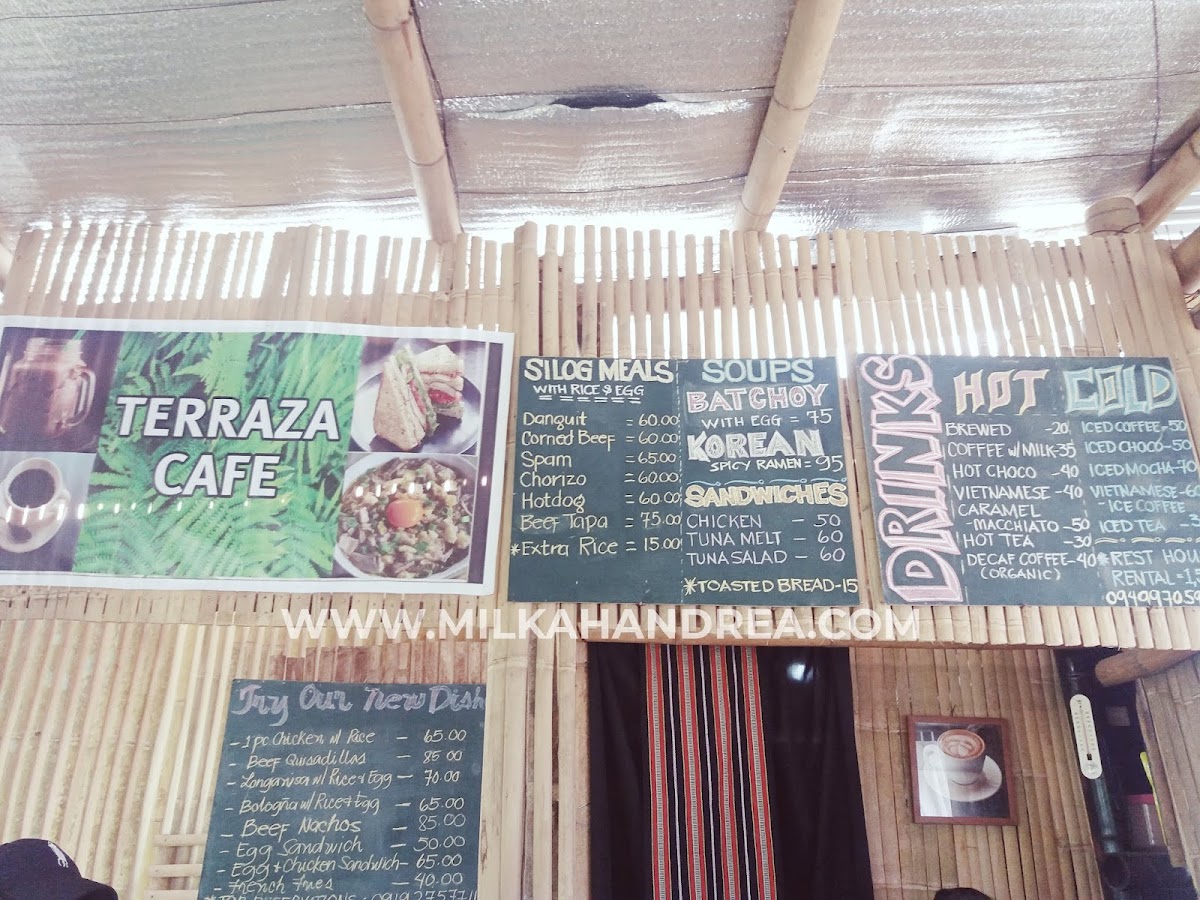 TERRAZA
CAFE
SILOG MEALS
WITH RICE & EGG
Danguit = 60.00
Corned Beef = 60.00
Spam = 65.00
Chorizo = 60.00
Hotdog = 60.00
Beef Tapa = 75.00
*Extra Rice = 15.00
SOUPS
BATCHOY
WITH EGG = 75
KOREAN
SPICY RAMEN = 95
SANDWICHES
CHICKEN - 50
TUNA MELT - 60
TUNA SALAD - 60
*TOASTED BREAD-15
DRINKS
HOT
BREWED -20
COFFEE w/ MILK-35
HOT CHOCO -40
VIETNAMESE -40
CARAMEL
-MACCHIATO-50
HOT TEA -30
DECAF COFFEE-40
(ORGANIC)
COLD
ICED COFFEE-50
ICED CHOCO-50
ICED MOCHA-70
VIETNAMESE-
-ICE COFFEE
ICED TEA -
*REST HOU
RENTAL -
WWW.MILKAHANDREA.COM
Try Our New Dish
- 1 pc Chicken w/ Rice - 65.00
- Beef Quisadillas - 85.00
- Longanisa w/ Rice & Egg - 70.00
- Bologna w/ Rice & Egg - 65.00
- Beef Nachos - 85.00
- Egg Sandwich - 50.00
- Egg & Chicken Sandwich - 65.00
- French Fries - 40.00